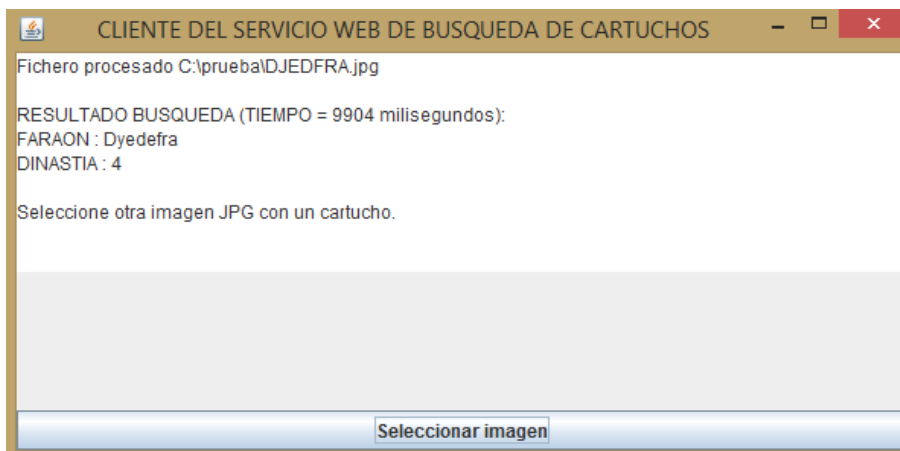 CLIENTE DEL SERVICIO WEB DE BUSQUEDA DE CARTUCHOS
Fichero procesado C:\prueba\DJEDFRA.jpg
RESULTADO BUSQUEDA (TIEMPO = 9904 milisegundos):
FARAON : Dyedefra
DINASTIA : 4
Seleccione otra imagen JPG con un cartucho.
Seleccionar imagen